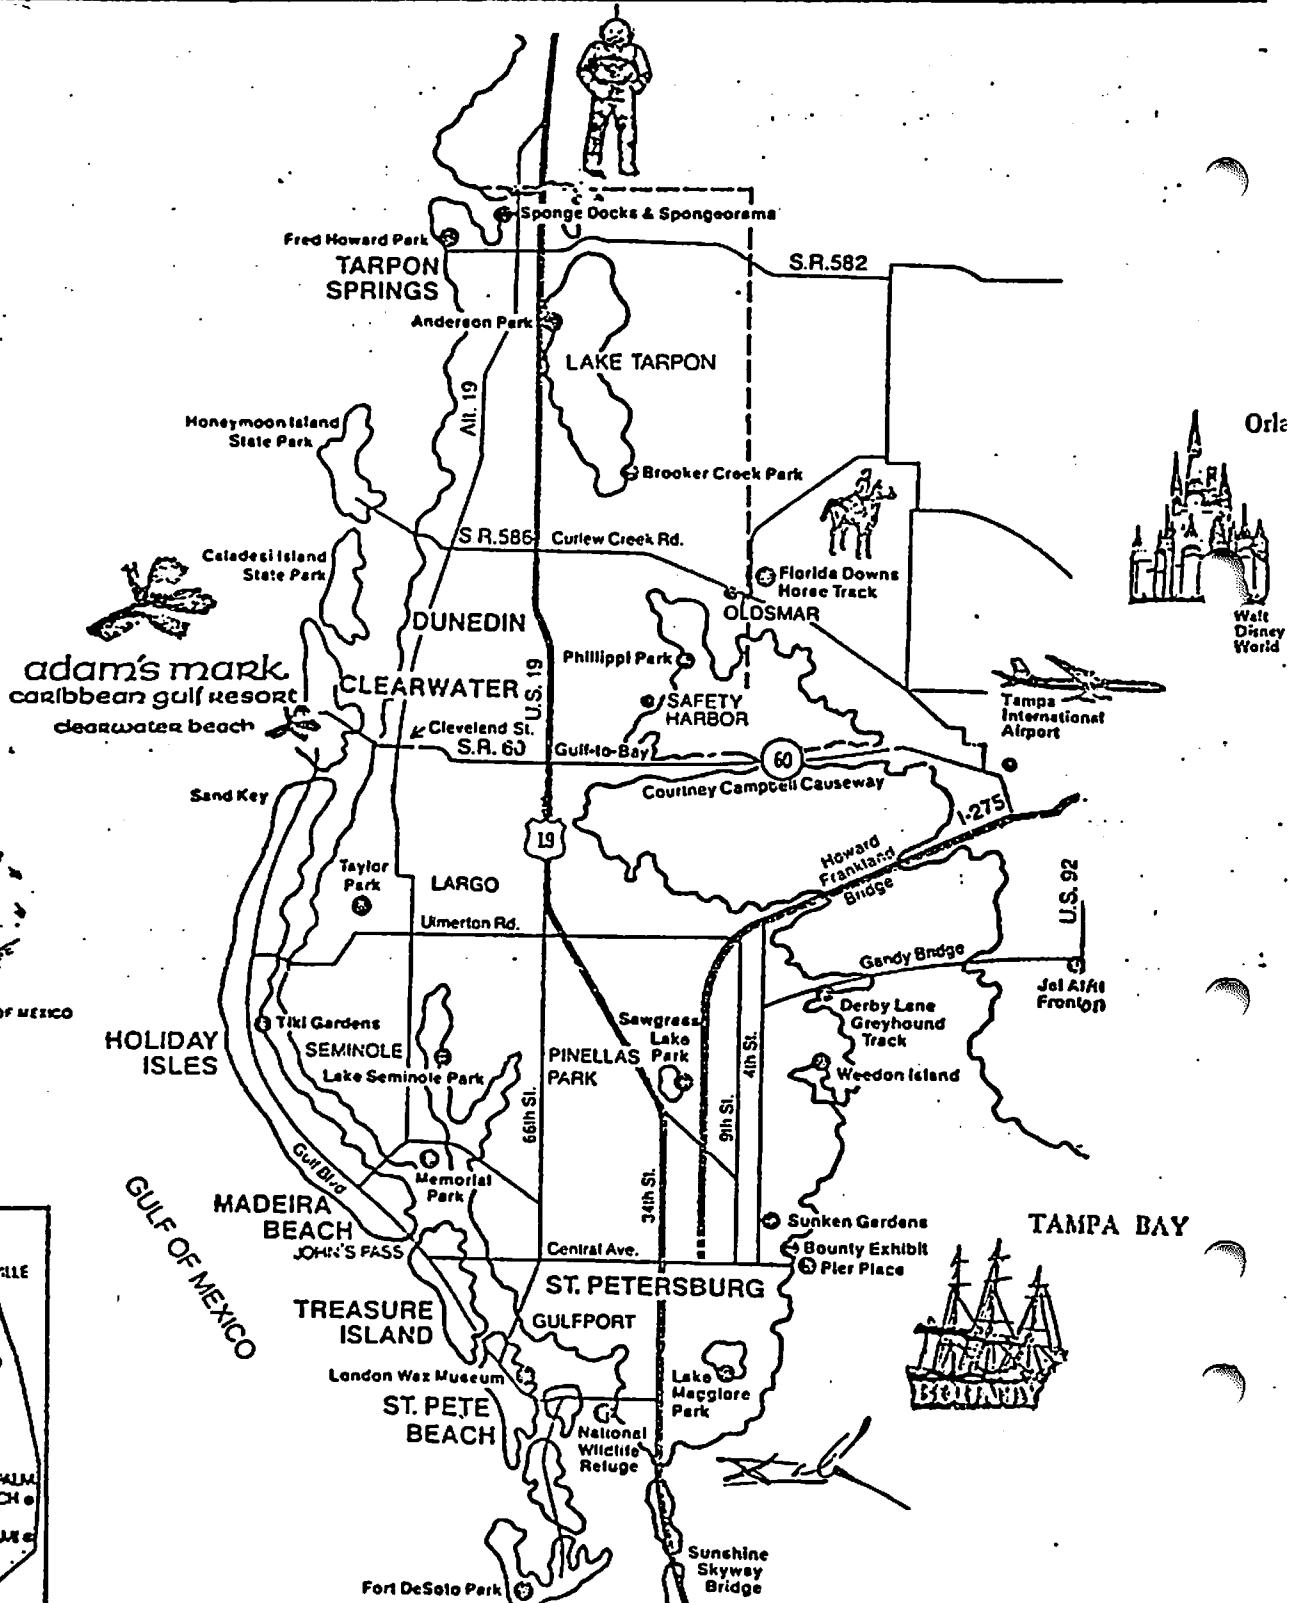 Sponge Docks & Spongeorama
Fred Howard Park
TARPON
SPRINGS
S.R.582
Anderson Park
LAKE TARPON
Alt. 19
Orla
Honeymoon Island
State Park
Brooker Creek Park
S.R.586
Curlew Creek Rd.
Caladesi Island
State Park
Florida Downs
Horse Track
OLDSMAR
Walt
Disney
World
DUNEDIN
Phillippi Park
adam's mark
caribbean gulf resort
clearwater beach
CLEARWATER
U.S. 19
SAFETY
HARBOR
Tampa
International
Airport
Cleveland St.
S.R. 60
Gulf-to-Bay
60
Courtney Campbell Causeway
Sand Key
I-275
19
Howard
Frankland
Bridge
Taylor
Park
LARGO
U.S. 92
Ulmerton Rd.
Gandy Bridge
Jai Alai
Fronton
OF MEXICO
Derby Lane
Greyhound
Track
Tiki Gardens
HOLIDAY
ISLES
SEMINOLE
Sawgrass
Lake
Park
4th St.
PINELLAS
PARK
Lake Seminole Park
Weedon Island
66th St.
9th St.
Gulf Blvd
Memorial
Park
34th St.
GULF OF MEXICO
MADEIRA
BEACH
JOHN'S PASS
Sunken Gardens
TAMPA BAY
Central Ave.
Bounty Exhibit
Pier Place
ST. PETERSBURG
TREASURE
ISLAND
GULFPORT
London Wax Museum
Lake
Magglore
Park
BOUNTY
ST. PETE
BEACH
National
Wildlife
Refuge
Sunshine
Skyway
Bridge
Fort DeSoto Park